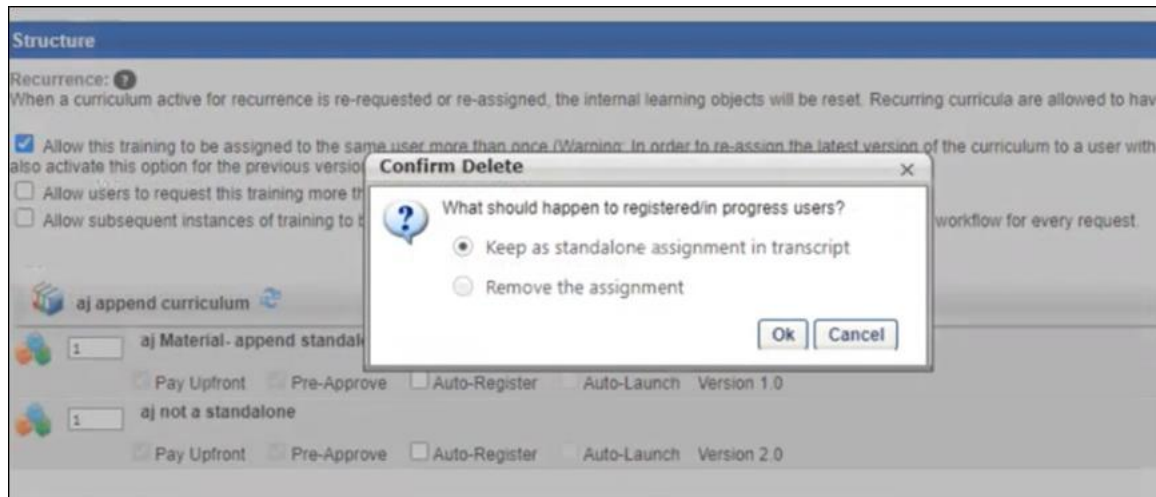 Structure
Recurrence: ?
When a curriculum active for recurrence is re-requested or re-assigned, the internal learning objects will be reset. Recurring curricula are allowed to hav
Allow this training to be assigned to the same user more than once (Warning: In order to re-assign the latest version of the curriculum to a user with
also activate this option for the previous versio
Allow users to request this training more th
Allow subsequent instances of training to b workflow for every request.
Confirm Delete
What should happen to registered/in progress users?
Keep as standalone assignment in transcript
Remove the assignment
Ok Cancel
aj append curriculum
1 aj Material- append standal
Pay Upfront Pre-Approve Auto-Register Auto-Launch Version 1.0
1 aj not a standalone
Pay Upfront Pre-Approve Auto-Register Auto-Launch Version 2.0